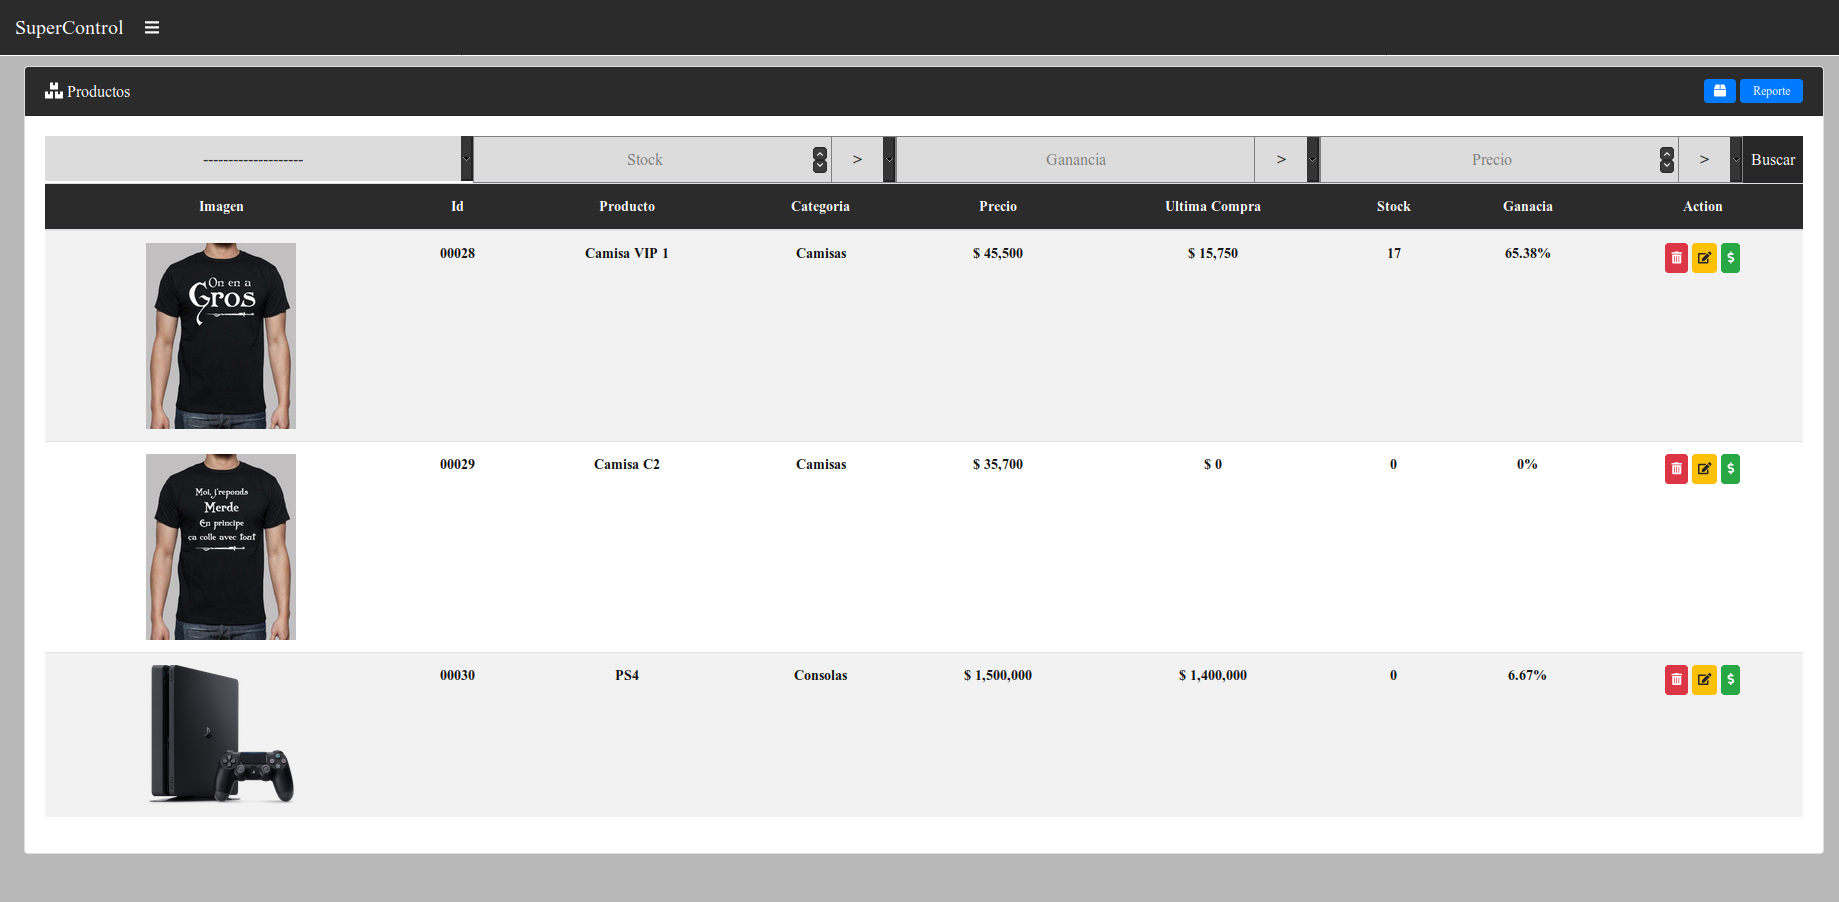 SuperControl
Productos
Reporte
--------------------
Stock
>
Ganancia
>
Precio
>
Buscar
Imagen Id Producto Categoria Precio Ultima Compra Stock Ganacia Action
On en a
Gros
00028 Camisa VIP 1 Camisas $ 45,500 $ 15,750 17 65.38% $
Moi, j'reponds
Merde
En principe
ça colle avec tout
00029 Camisa C2 Camisas $ 35,700 $ 0 0 0% $
00030 PS4 Consolas $ 1,500,000 $ 1,400,000 0 6.67% $